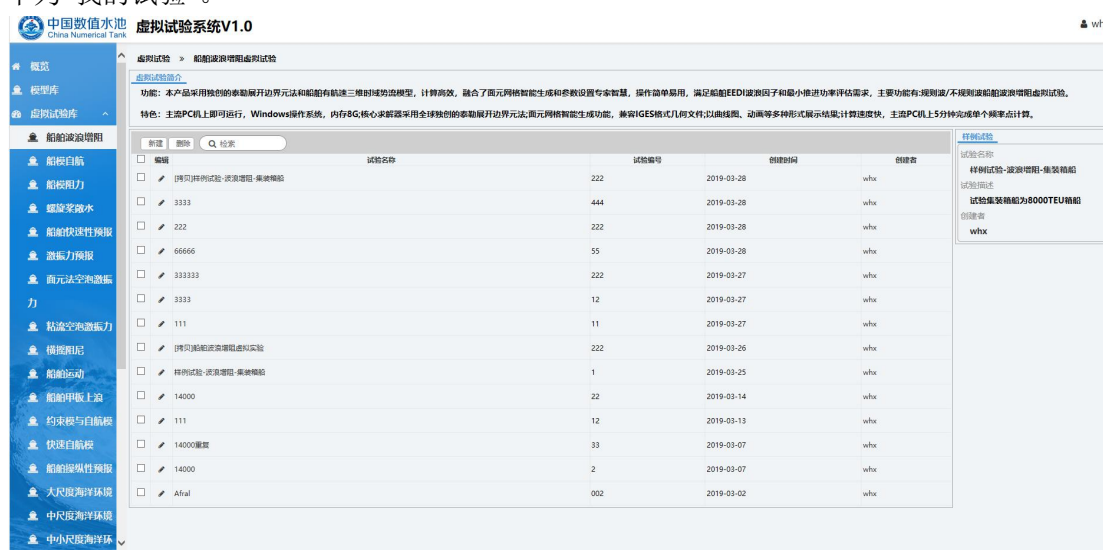 中国数值水池 虚拟试验系统V1.0
China Numerical Tank
概览
模型库
虚拟试验库
船舶波浪增阻
船模自航
船模阻力
螺旋桨敞水
船舶快速性预报
激振力预报
面元法空泡激振
力
粘流空泡激振力
横摇阻尼
船舶运动
船舶甲板上浪
约束模与自航模
快速自航模
船舶操纵性预报
大尺度海洋环境
中尺度海洋环境
中小尺度海洋环
虚拟试验 » 船舶波浪增阻虚拟试验
虚拟试验简介
功能：本产品采用独创的泰勒展开边界元法和船舶有航速三维时域势流模型，计算高效，融合了面元网格智能生成和参数设置专家智慧，操作简单易用，满足船舶EEDI波浪因子和最小推进功率评估需求，主要功能有:规则波/不规则波船舶波浪增阻虚拟试验。
特色：主流PC机上即可运行，Windows操作系统，内存8G;核心求解器采用全球独创的泰勒展开边界元法;面元网格智能生成功能，兼容IGES格式几何文件;以曲线图、动画等多种形式展示结果;计算速度快，主流PC机上5分钟完成单个频率点计算。
新建 删除 检索
编辑 试验名称 试验编号 创建时间 创建者
[拷贝]样例试验-波浪增阻-集装箱船 222 2019-03-28 whx
3333 444 2019-03-28 whx
222 222 2019-03-28 whx
66666 55 2019-03-28 whx
333333 222 2019-03-27 whx
3333 12 2019-03-27 whx
111 11 2019-03-27 whx
[拷贝]船舶波浪增阻虚拟实验 222 2019-03-26 whx
样例试验-波浪增阻-集装箱船 1 2019-03-25 whx
14000 22 2019-03-14 whx
111 12 2019-03-13 whx
14000重复 33 2019-03-07 whx
14000 2 2019-03-07 whx
Afral 002 2019-03-02 whx
样例试验
试验名称
样例试验-波浪增阻-集装箱船
试验描述
试验集装箱船为8000TEU箱船
创建者
whx